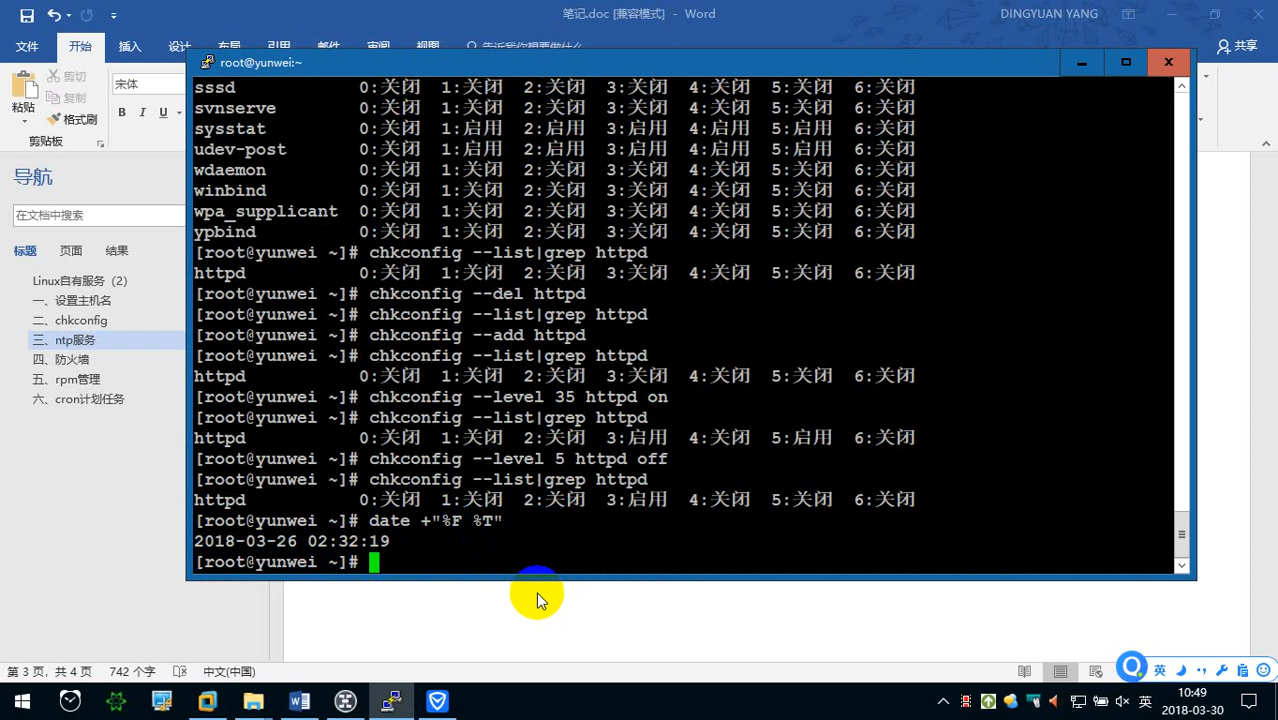 笔记.doc [兼容模式] - Word
DINGYUAN YANG
文件 开始 插入 设计 布局 引用 邮件 审阅 视图 告诉我你想要做什么
共享
root@yunwei:~
粘贴
剪切
复制
格式刷
宋体
B I U
剪贴板
导航
在文档中搜索
标题 页面 结果
Linux自有服务（2）
一、设置主机名
二、chkconfig
三、ntp服务
四、防火墙
五、rpm管理
六、cron计划任务
sssd 0:关闭 1:关闭 2:关闭 3:关闭 4:关闭 5:关闭 6:关闭
svnserve 0:关闭 1:关闭 2:关闭 3:关闭 4:关闭 5:关闭 6:关闭
sysstat 0:关闭 1:启用 2:启用 3:启用 4:启用 5:启用 6:关闭
udev-post 0:关闭 1:启用 2:启用 3:启用 4:启用 5:启用 6:关闭
wdaemon 0:关闭 1:关闭 2:关闭 3:关闭 4:关闭 5:关闭 6:关闭
winbind 0:关闭 1:关闭 2:关闭 3:关闭 4:关闭 5:关闭 6:关闭
wpa_supplicant 0:关闭 1:关闭 2:关闭 3:关闭 4:关闭 5:关闭 6:关闭
ypbind 0:关闭 1:关闭 2:关闭 3:关闭 4:关闭 5:关闭 6:关闭
[root@yunwei ~]# chkconfig --list|grep httpd
httpd 0:关闭 1:关闭 2:关闭 3:关闭 4:关闭 5:关闭 6:关闭
[root@yunwei ~]# chkconfig --del httpd
[root@yunwei ~]# chkconfig --list|grep httpd
[root@yunwei ~]# chkconfig --add httpd
[root@yunwei ~]# chkconfig --list|grep httpd
httpd 0:关闭 1:关闭 2:关闭 3:关闭 4:关闭 5:关闭 6:关闭
[root@yunwei ~]# chkconfig --level 35 httpd on
[root@yunwei ~]# chkconfig --list|grep httpd
httpd 0:关闭 1:关闭 2:关闭 3:启用 4:关闭 5:启用 6:关闭
[root@yunwei ~]# chkconfig --level 5 httpd off
[root@yunwei ~]# chkconfig --list|grep httpd
httpd 0:关闭 1:关闭 2:关闭 3:启用 4:关闭 5:关闭 6:关闭
[root@yunwei ~]# date +"%F %T"
2018-03-26 02:32:19
[root@yunwei ~]#
第 3 页，共 4 页 742 个字 中文(中国)
英
英
10:49
2018-03-30